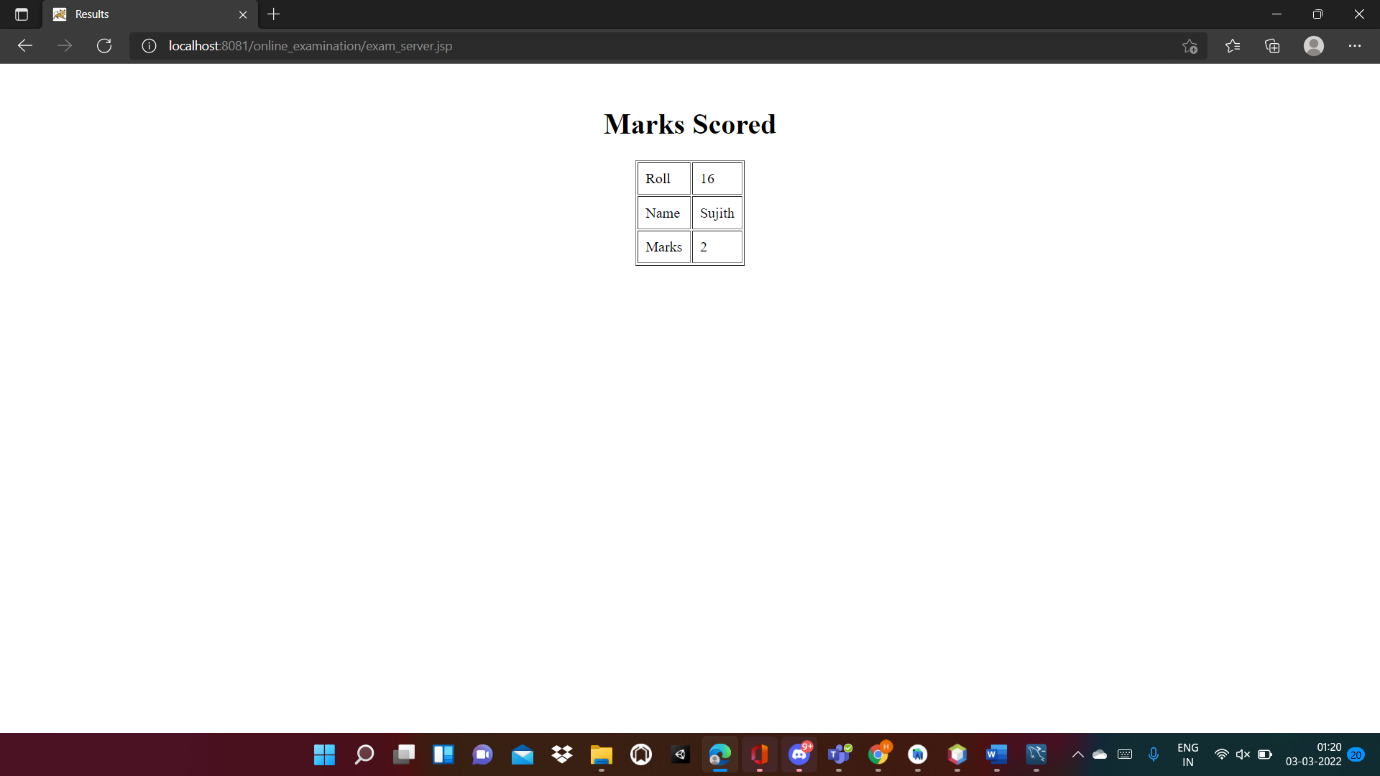 Results
localhost:8081/online_examination/exam_server.jsp
Marks Scored
Roll 16
Name Sujith
Marks 2
9+
H
ENG
IN
01:20
03-03-2022
20